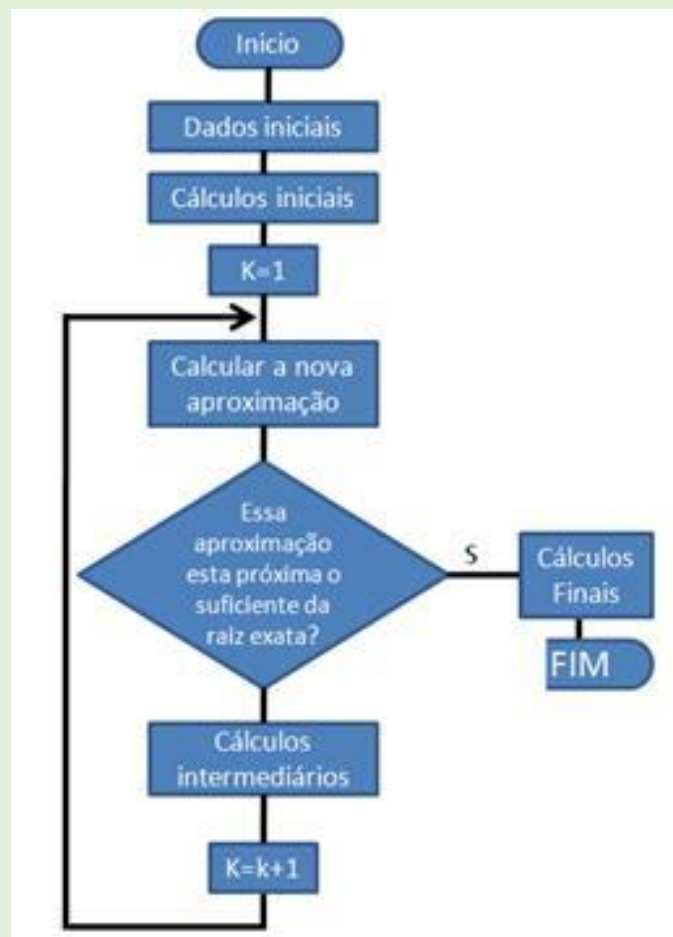 Início
Dados iniciais
Cálculos iniciais
K=1
Calcular a nova
aproximação
Essa
aproximação
esta próxima o
suficiente da
raiz exata?
S
Cálculos
Finais
FIM
Cálculos
intermediários
K=k+1